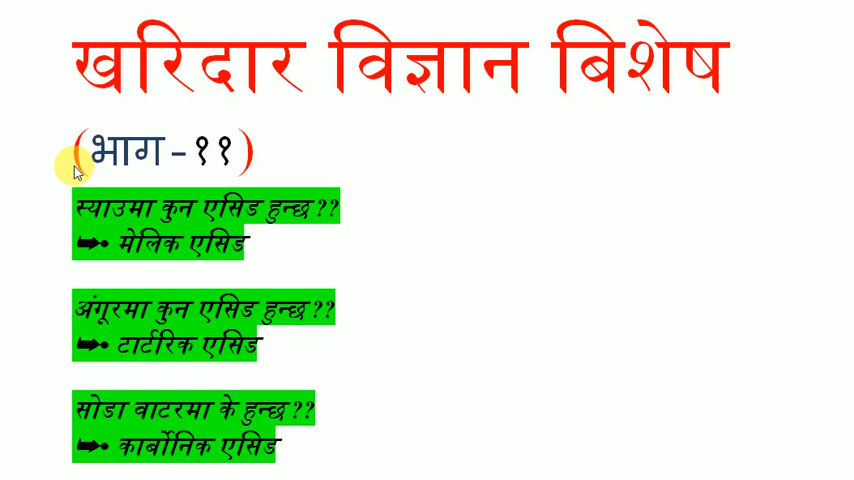 खरिदार विज्ञान बिशेष
(भाग-११)
स्याउमा कुन एसिड हुन्छ??
➥• मेलिक एसिड
अंगूरमा कुन एसिड हुन्छ??
➥• टार्टरिक एसिड
सोडा वाटरमा के हुन्छ??
➥• कार्बोनिक एसिड